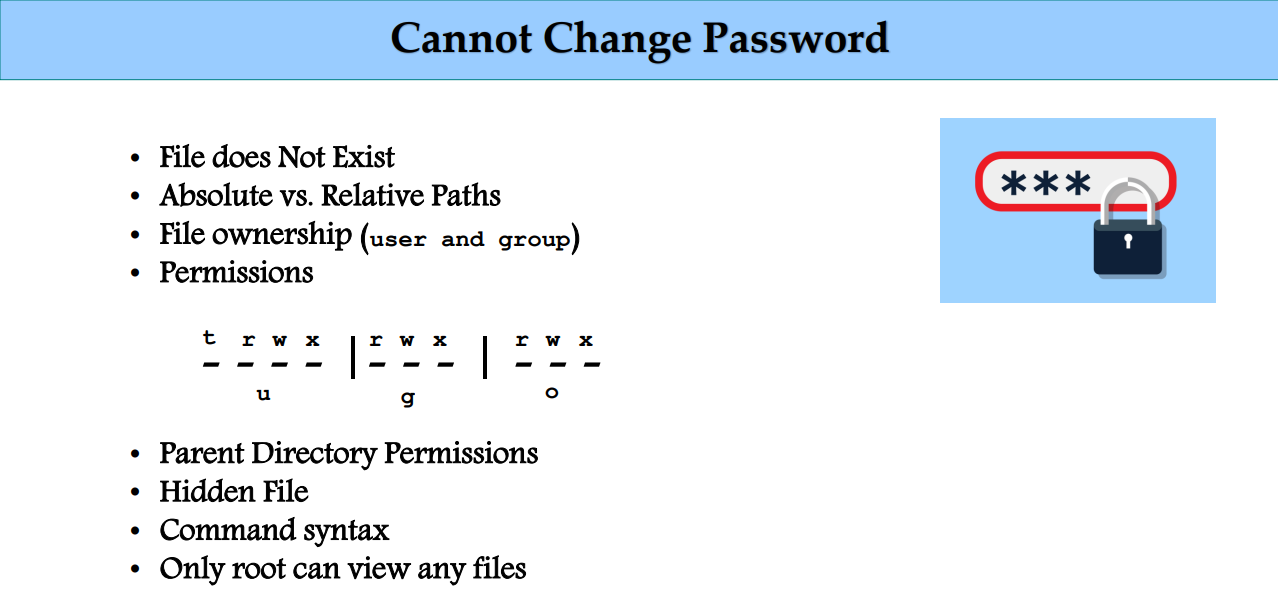 Cannot Change Password
• File does Not Exist
• Absolute vs. Relative Paths
• File ownership (user and group)
• Permissions
***
t r w x | r w x | r w x
_ _ _ _ | _ _ _ | _ _ _
u g o
• Parent Directory Permissions
• Hidden File
• Command syntax
• Only root can view any files